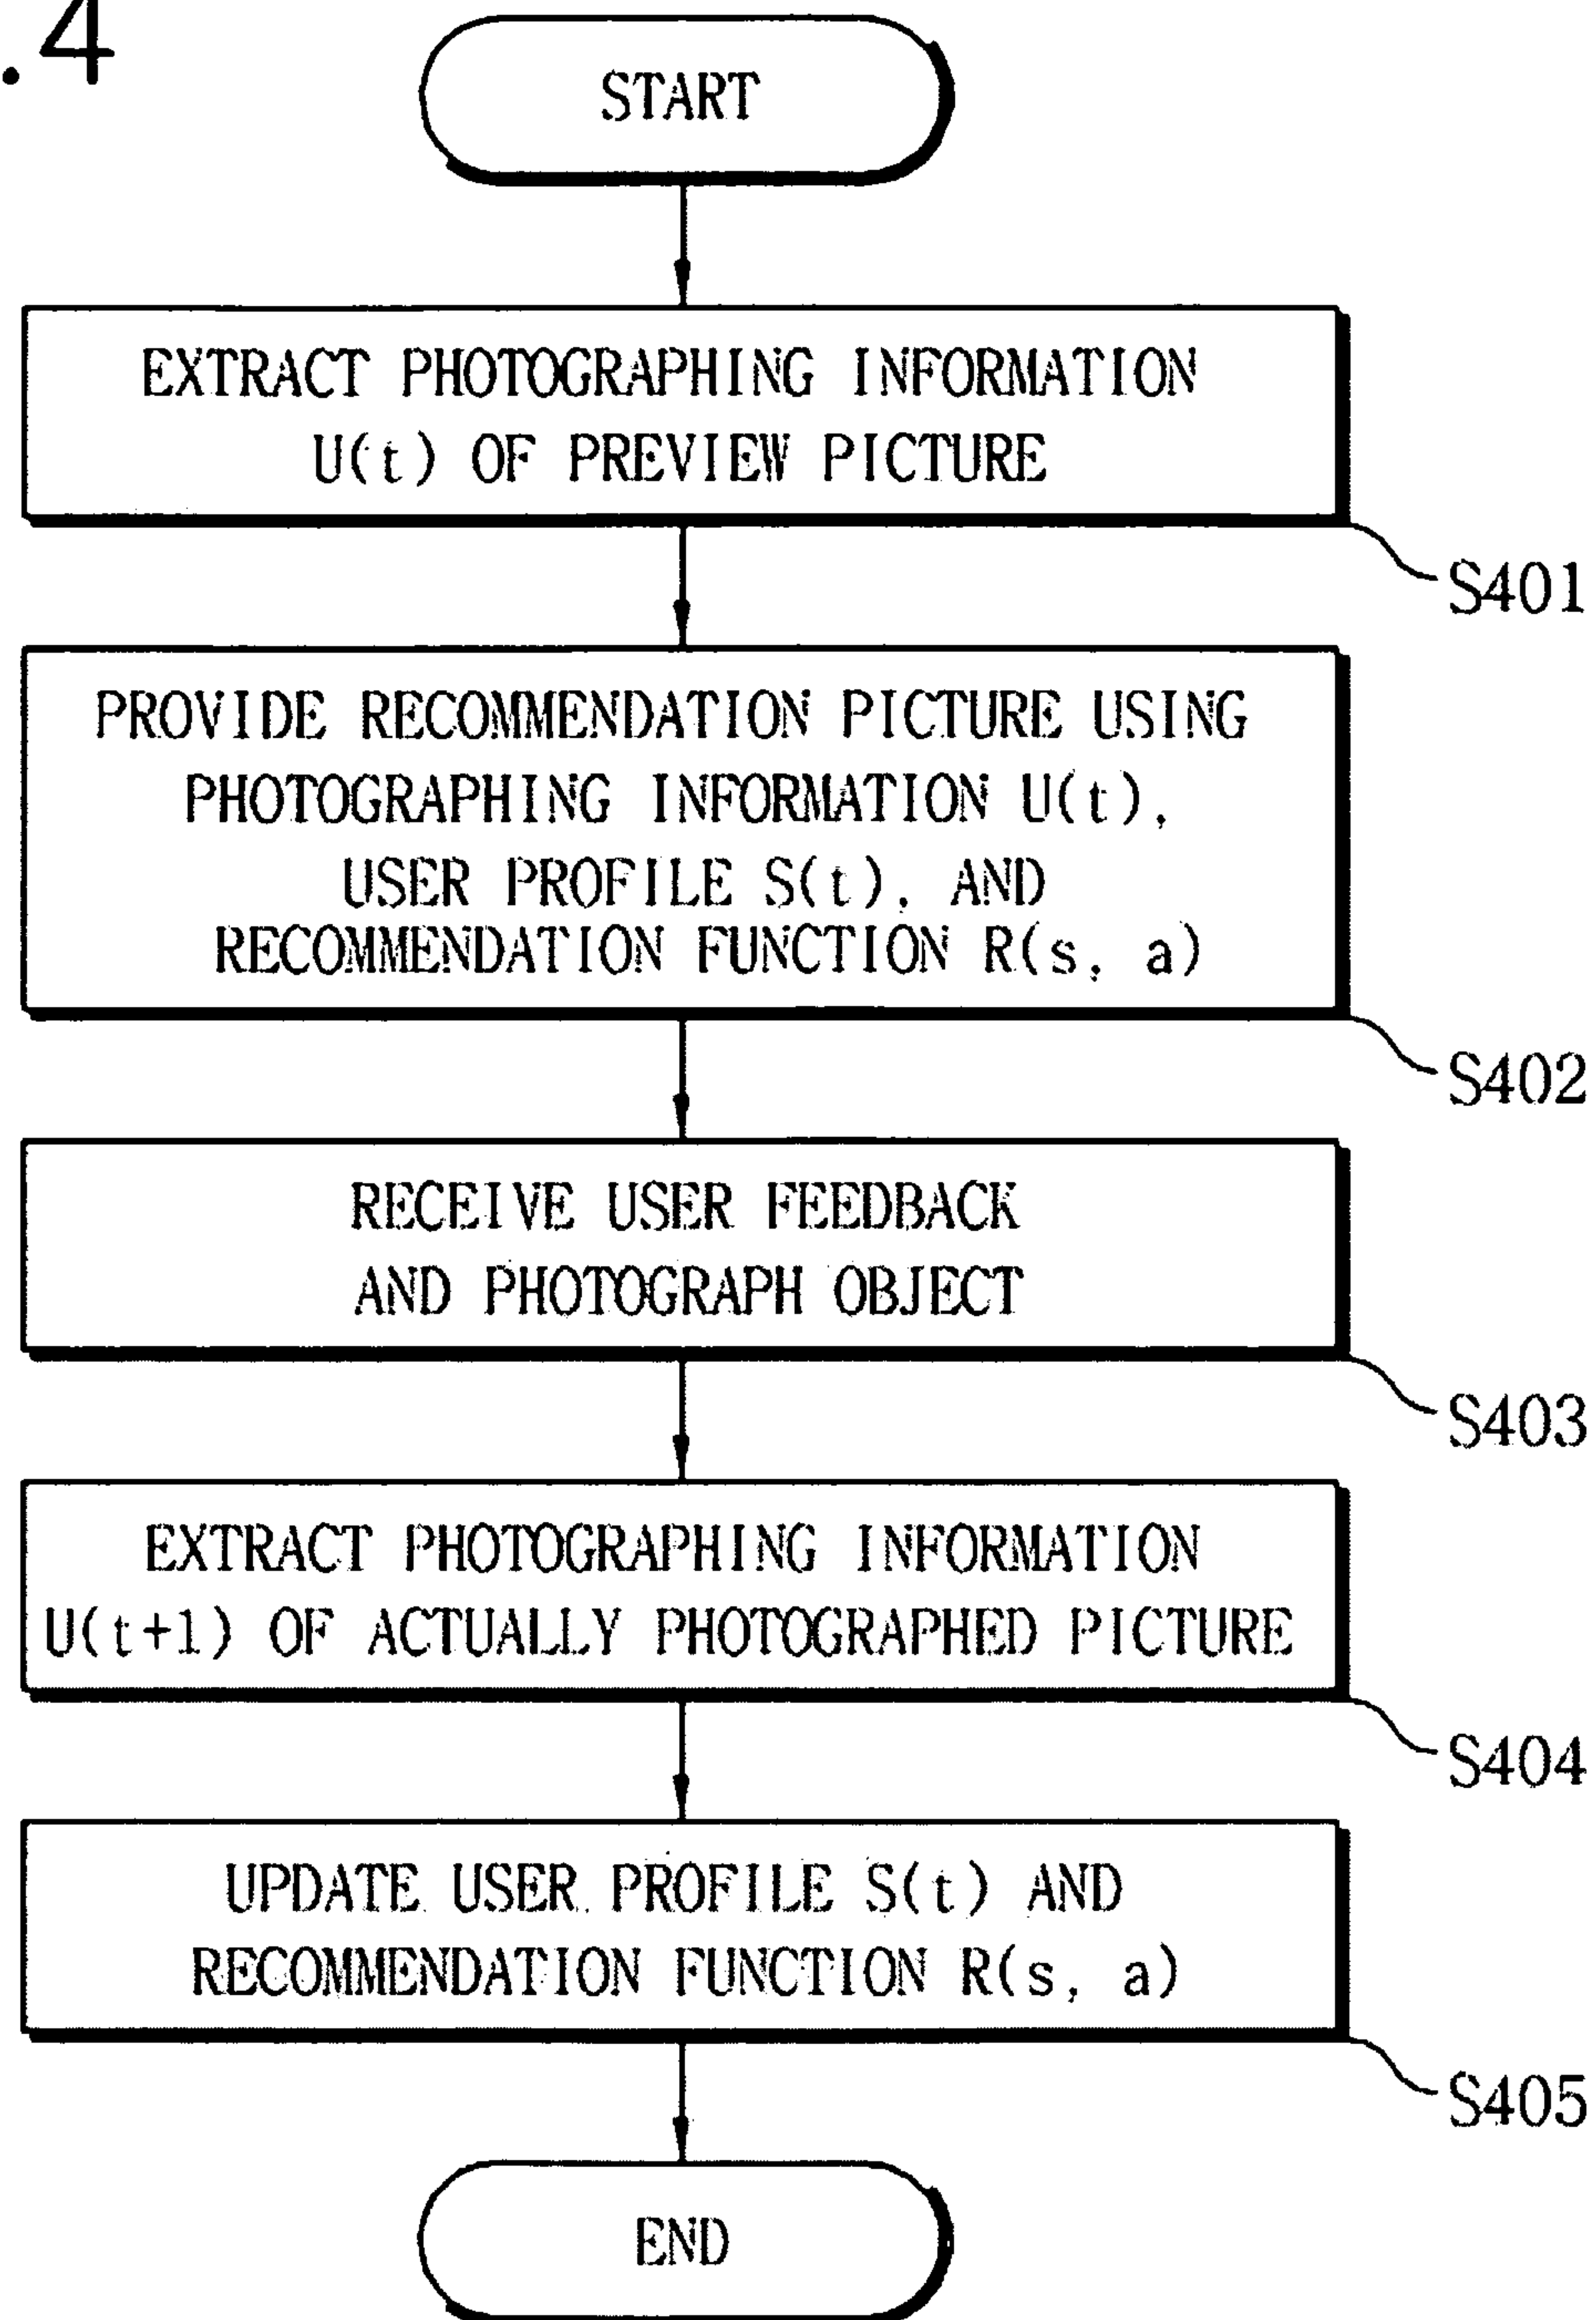 .4
START
EXTRACT PHOTOGRAPHING INFORMATION
U(t) OF PREVIEW PICTURE
S401
PROVIDE RECOMMENDATION PICTURE USING
PHOTOGRAPHING INFORMATION U(t),
USER PROFILE S(t), AND
RECOMMENDATION FUNCTION R(s, a)
S402
RECEIVE USER FEEDBACK
AND PHOTOGRAPH OBJECT
S403
EXTRACT PHOTOGRAPHING INFORMATION
U(t+1) OF ACTUALLY PHOTOGRAPHED PICTURE
S404
UPDATE USER PROFILE S(t) AND
RECOMMENDATION FUNCTION R(s, a)
S405
END